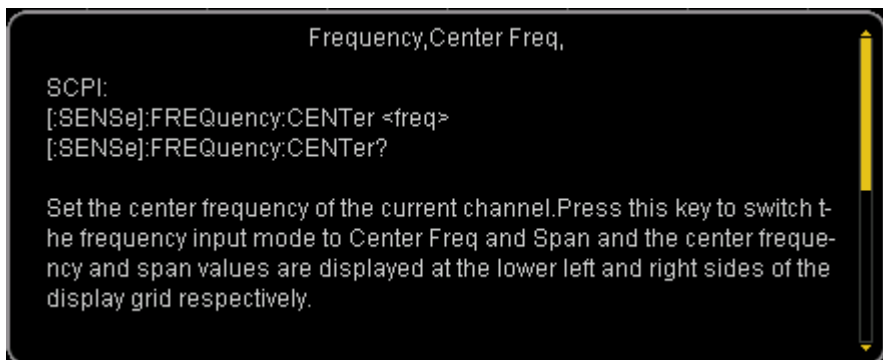 Frequency,Center Freq,
SCPI:
[:SENSe]:FREQuency:CENTer <freq>
[:SENSe]:FREQuency:CENTer?
Set the center frequency of the current channel.Press this key to switch t-
he frequency input mode to Center Freq and Span and the center freque-
ncy and span values are displayed at the lower left and right sides of the
display grid respectively.